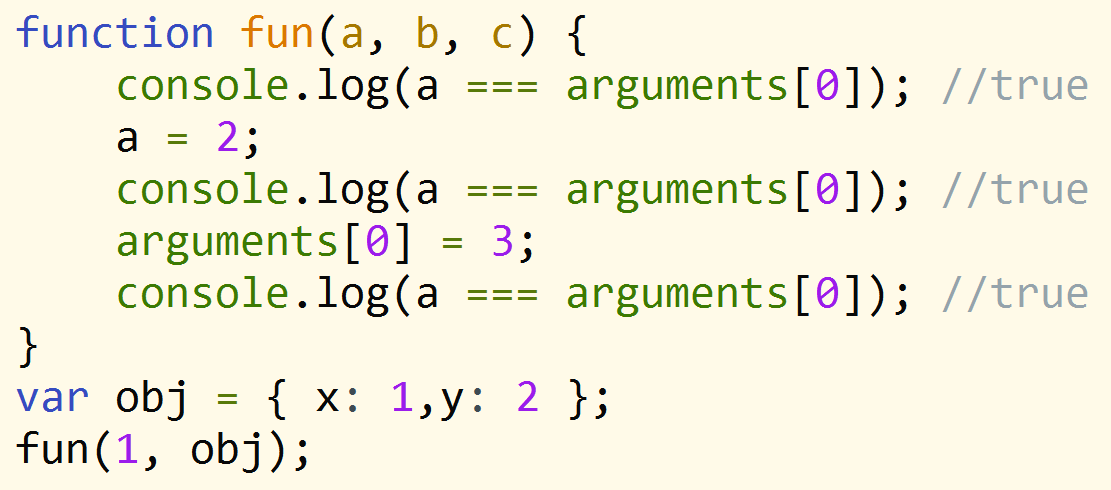 function fun(a, b, c) {
    console.log(a === arguments[0]); //true
    a = 2;
    console.log(a === arguments[0]); //true
    arguments[0] = 3;
    console.log(a === arguments[0]); //true
}
var obj = { x: 1,y: 2 };
fun(1, obj);